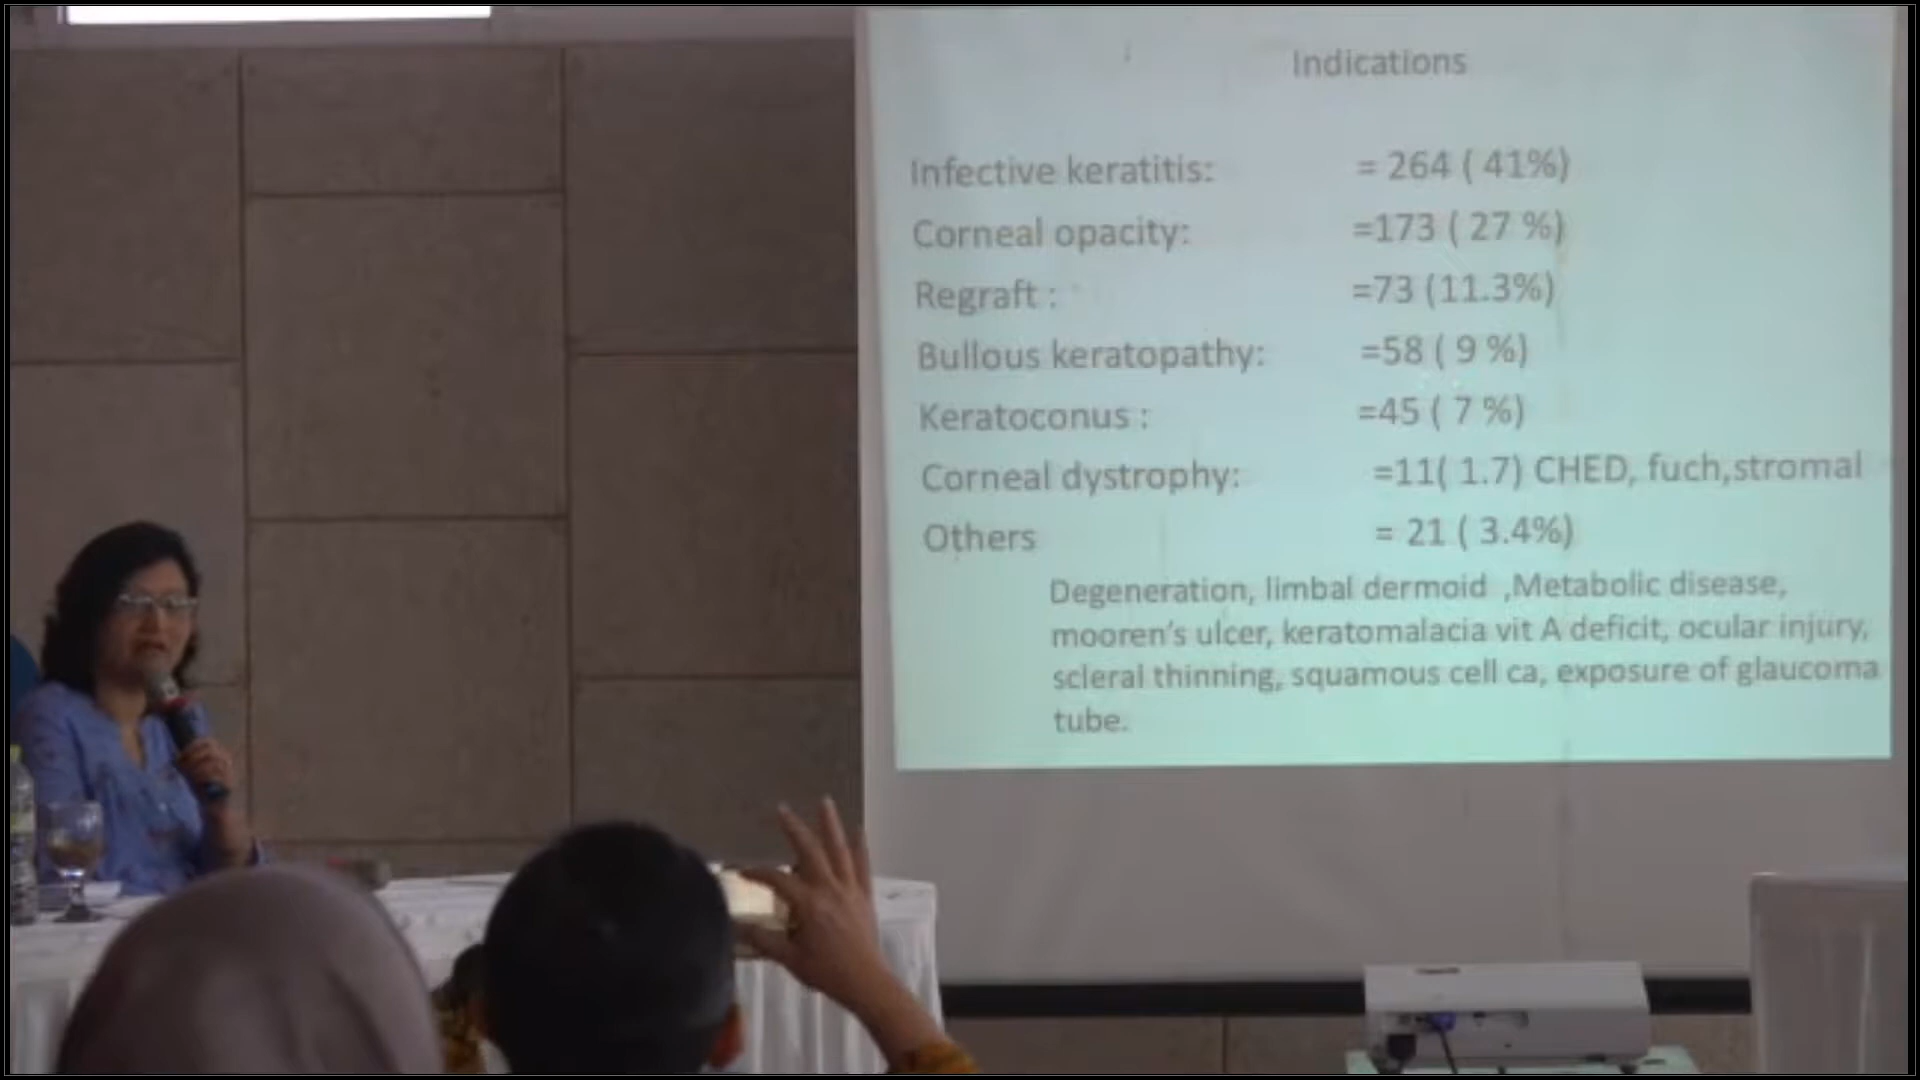 Indications
Infective keratitis: = 264 ( 41%)
Corneal opacity: =173 ( 27 %)
Regraft : =73 (11.3%)
Bullous keratopathy: =58 ( 9 %)
Keratoconus : =45 ( 7 %)
Corneal dystrophy: =11( 1.7) CHED, fuch,stromal
Others = 21 ( 3.4%)
Degeneration, limbal dermoid ,Metabolic disease,
mooren's ulcer, keratomalacia vit A deficit, ocular injury,
scleral thinning, squamous cell ca, exposure of glaucoma
tube.